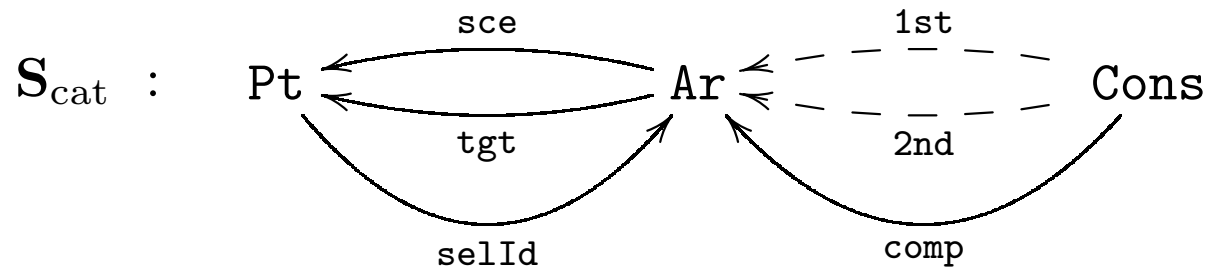 sce 1st
S_cat : Pt Ar Cons
tgt 2nd
selId comp